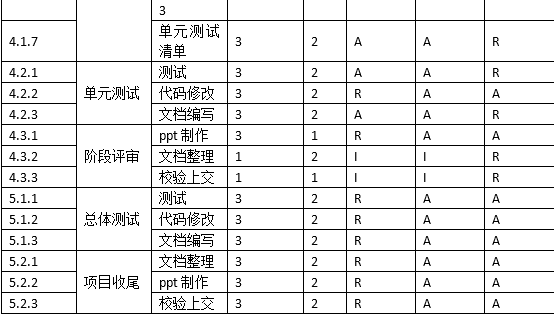 3
4.1.7 单元测试清单 3 2 A A R
4.2.1 单元测试 测试 3 2 A A R
4.2.2 代码修改 3 2 R A A
4.2.3 文档编写 3 2 A A R
4.3.1 阶段评审 ppt 制作 3 1 R A A
4.3.2 文档整理 1 2 I I R
4.3.3 校验上交 1 1 I I R
5.1.1 总体测试 测试 3 2 R A A
5.1.2 代码修改 3 2 R A A
5.1.3 文档编写 3 2 R A A
5.2.1 项目收尾 文档整理 3 2 R A A
5.2.2 ppt 制作 3 2 R A A
5.2.3 校验上交 3 2 R A A